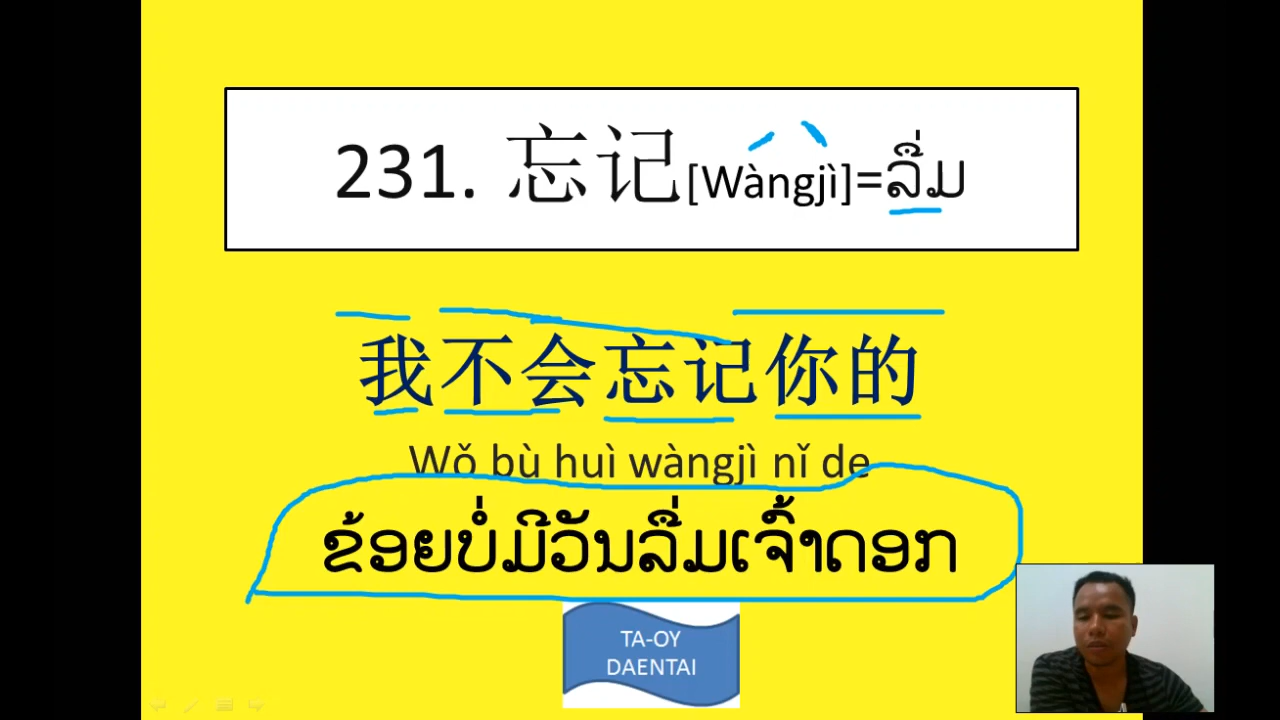 231. 忘记[Wàngjì]=ລື່ມ
我不会忘记你的
Wǒ bù huì wàngjì nǐ de
ຂ້ອຍບໍ່ມີວັນລື່ມເຈົ້າດອກ
TA-OY
DAENTAI